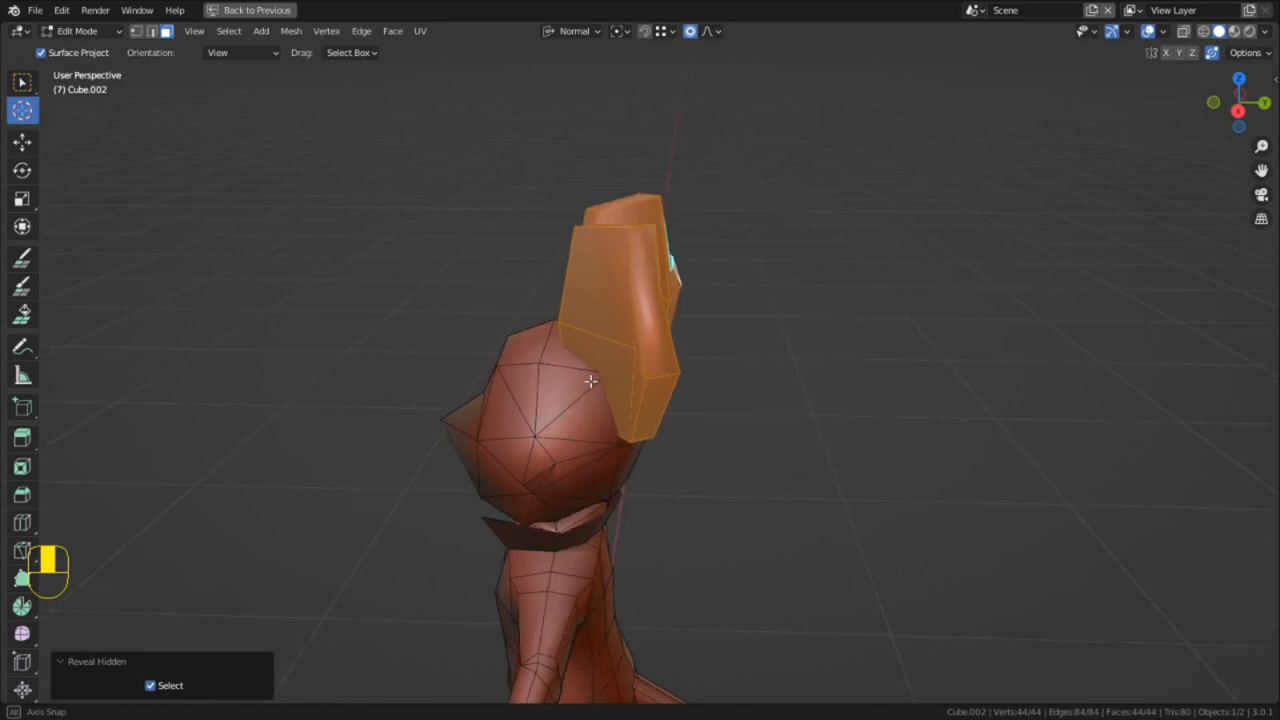 File Edit Render Window Help Back to Previous Scene View Layer
Edit Mode View Select Add Mesh Vertex Edge Face UV Normal
Surface Project Orientation: View Drag: Select Box X Y Z Options
User Perspective
(7) Cube.002
Z
Y
X
Reveal Hidden
Select
Alt Axis Snap Cube.002 | Verts:44/44 | Edges:84/84 | Faces:44/44 | Tris:80 | Objects:1/2 | 3.0.1